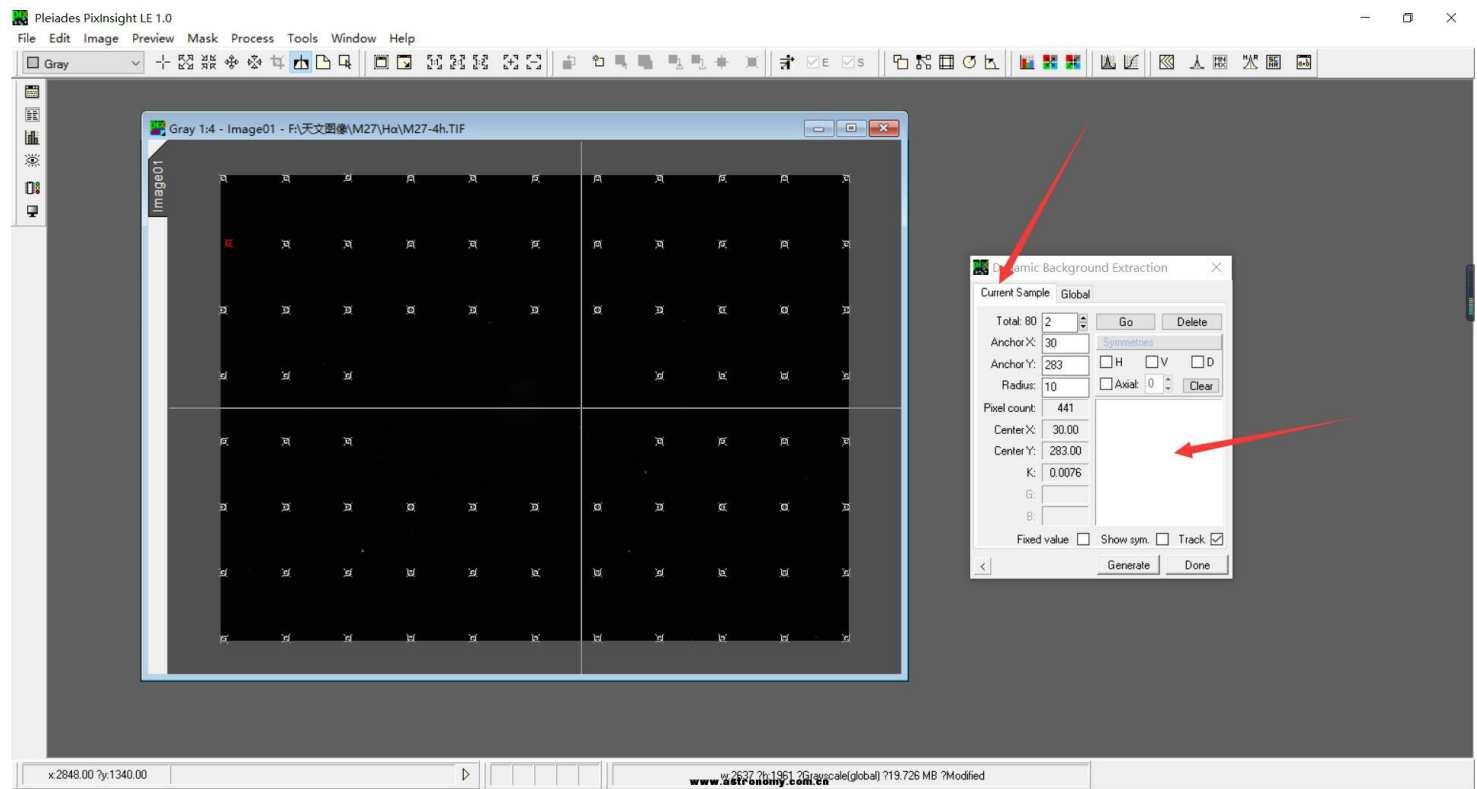 Pleiades PixInsight LE 1.0
File Edit Image Preview Mask Process Tools Window Help
Gray
E S
Gray 1:4 - Image01 - F:\天文图像\M27\Hα\M27-4h.TIF
Image01
Dynamic Background Extraction
Current Sample Global
Total: 80 2 Go Delete
Anchor X: 30 Symmetries
Anchor Y: 283 H V D
Radius: 10 Axial: 0 Clear
Pixel count: 441
Center X: 30.00
Center Y: 283.00
K: 0.0076
G:
B:
Fixed value Show sym. Track
< Generate Done
x:2848.00 ?y:1340.00
w:2637 ?h:1961 ?Grayscale(global) ?19.726 MB ?Modified
www.astronomy.com.cn